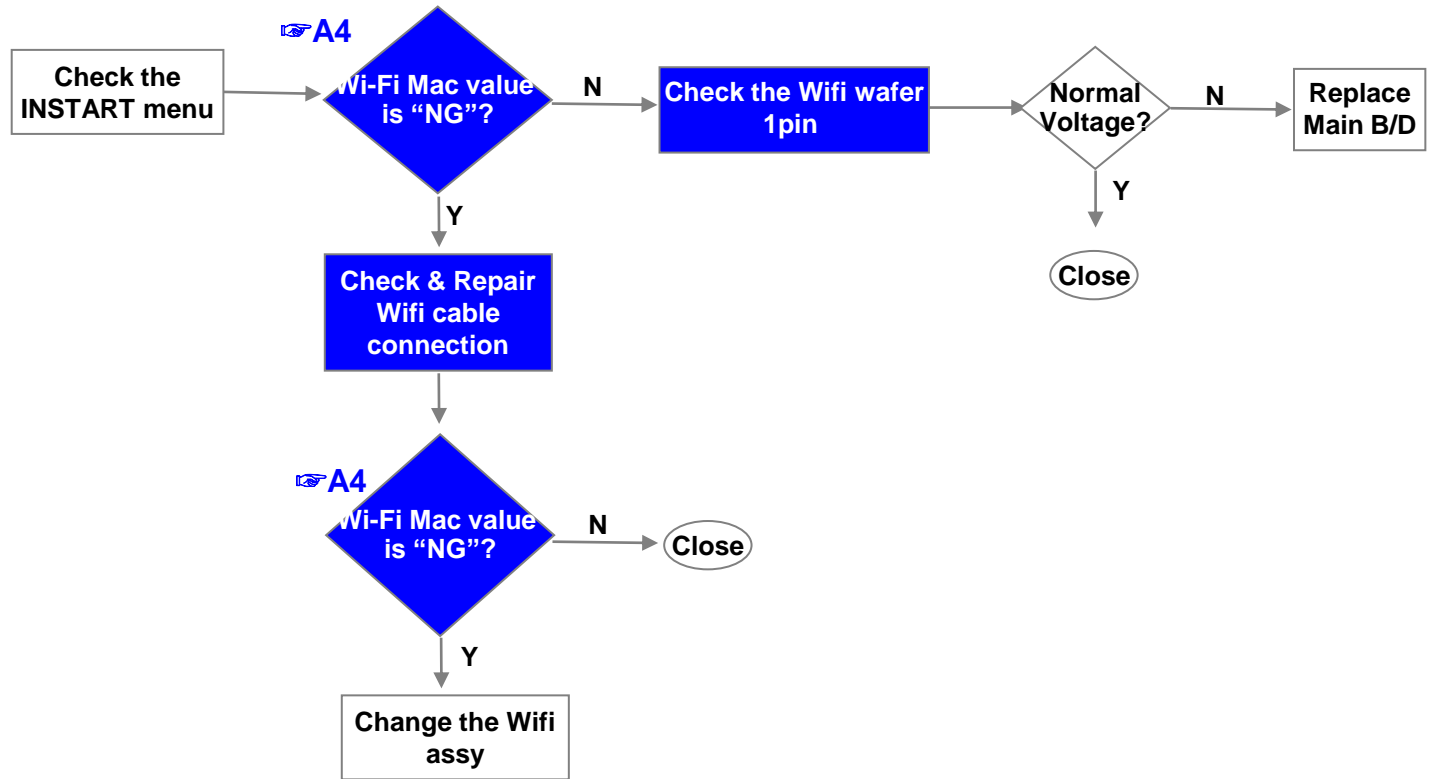 ☞A4
Check the
INSTART menu
Wi-Fi Mac value
is “NG”?
N
Check the Wifi wafer
1pin
Normal
Voltage?
N
Replace
Main B/D
Y
Y
Close
Check & Repair
Wifi cable
connection
☞A4
Wi-Fi Mac value
is “NG”?
N
Close
Y
Change the Wifi
assy